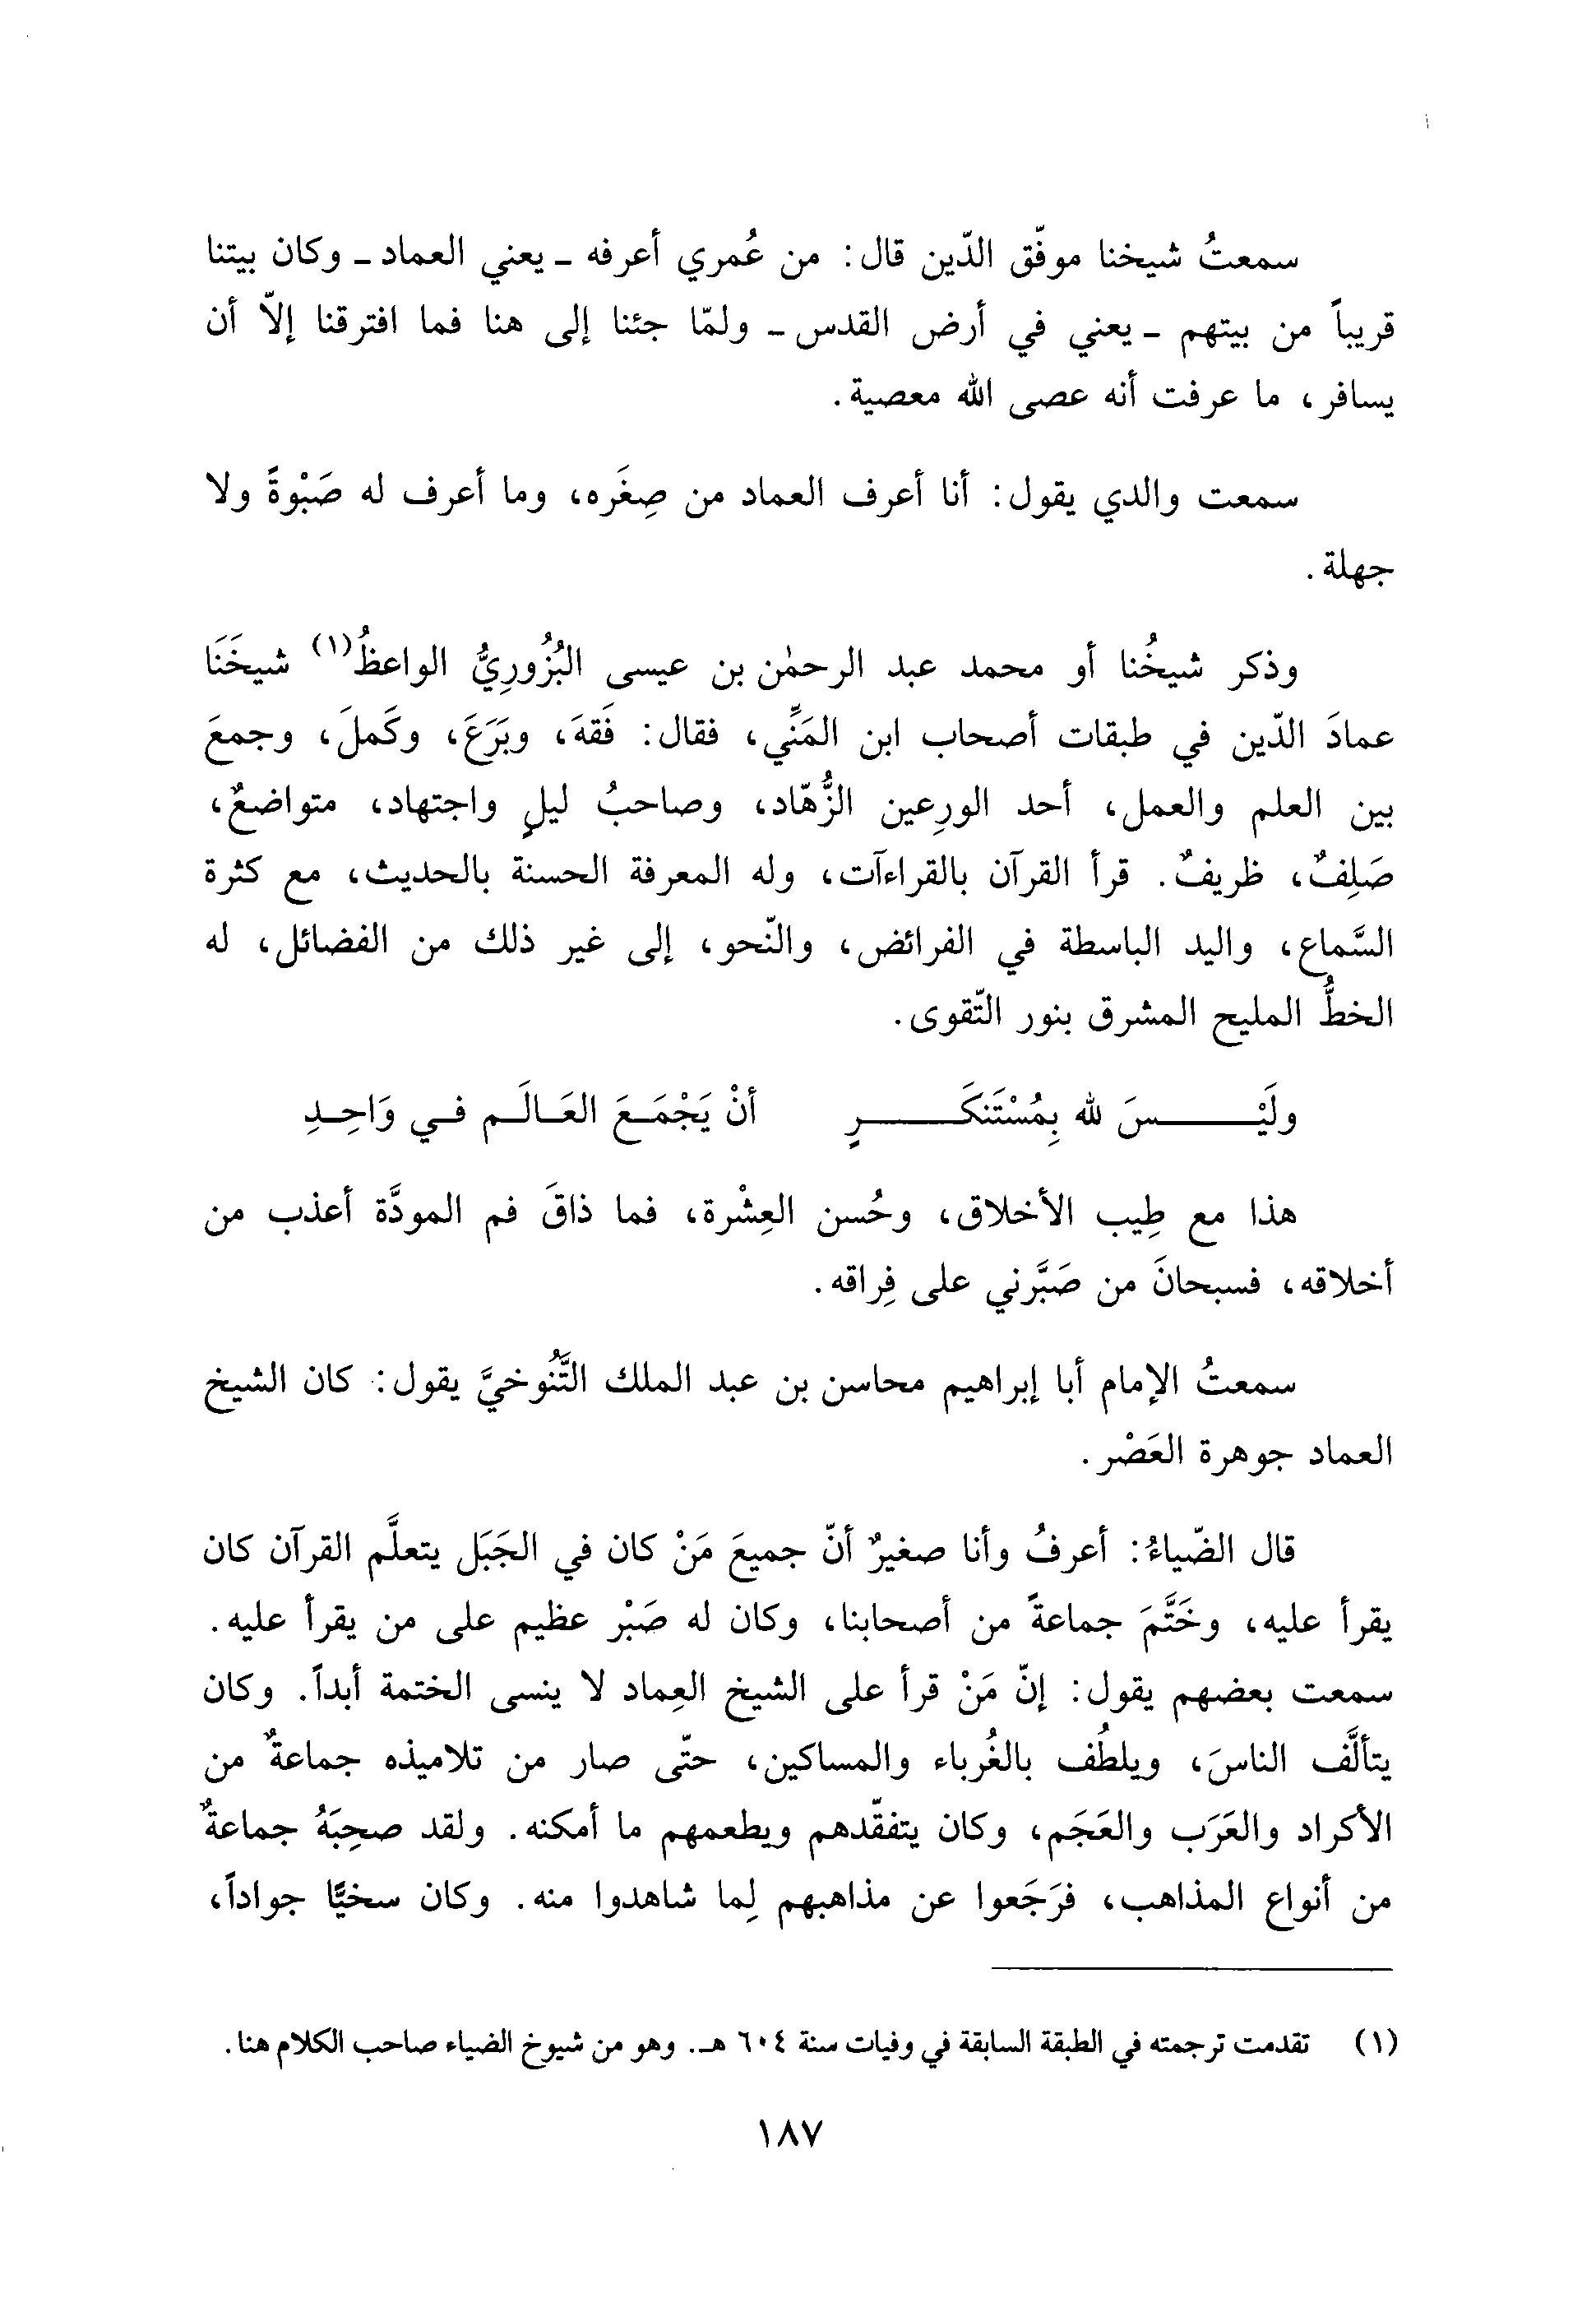 سمعتُ شيخنا موفّق الدّين قال: من عُمري أعرفه ـ يعني العماد ـ وكان بيتنا
قريباً من بيتهم ـ يعني في أرض القدس ـ ولمّا جئنا إلى هنا فما افترقنا إلاّ أن
يسافر، ما عرفت أنه عصى الله معصية.
سمعت والدي يقول: أنا أعرف العماد من صِغَره، وما أعرف له صَبْوةً ولا
جهلة.
وذكر شيخُنا أو محمد عبد الرحمٰن بن عيسى البُزُورِيُّ الواعظُ(١) شيخَنَا
عمادَ الدّين في طبقات أصحاب ابن المَنِّي، فقال: فَقهَ، وبَرَعَ، وكَملَ، وجمعَ
بين العلم والعمل، أحد الورِعين الزُّهّاد، وصاحبُ ليلٍ واجتهاد، متواضعٌ،
صَلِفٌ، ظريفٌ. قرأ القرآن بالقراءآت، وله المعرفة الحسنة بالحديث، مع كثرة
السَّماع، واليد الباسطة في الفرائض، والنّحو، إلى غير ذلك من الفضائل، له
الخطُّ المليح المشرق بنور التّقوى.
ولَيْـسَ لله بِمُسْتَنكَـرٍ أنْ يَجْمَـعَ العَـالَـم فـي وَاحِـدِ
هذا مع طِيب الأخلاق، وحُسن العِشْرة، فما ذاقَ فم المودَّة أعذب من
أخلاقه، فسبحانَ من صَبَّرني على فِراقه.
سمعتُ الإمام أبا إبراهيم محاسن بن عبد الملك التَّنُوخيَّ يقول: كان الشيخ
العماد جوهرة العَصْر.
قال الضّياءُ: أعرفُ وأنا صغيرٌ أنّ جميعَ مَنْ كان في الجَبَل يتعلَّم القرآن كان
يقرأ عليه، وخَتَّمَ جماعةً من أصحابنا، وكان له صَبْر عظيم على من يقرأ عليه.
سمعت بعضهم يقول: إنّ مَنْ قرأ على الشيخ العِماد لا ينسى الختمة أبداً. وكان
يتألَّف الناسَ، ويلطُف بالغُرباء والمساكين، حتّى صار من تلاميذه جماعةٌ من
الأكراد والعَرَب والعَجَم، وكان يتفقّدهم ويطعمهم ما أمكنه. ولقد صحِبَهُ جماعةٌ
من أنواع المذاهب، فرَجَعوا عن مذاهبهم لِما شاهدوا منه. وكان سخيًّا جواداً،
(١) تقدمت ترجمته في الطبقة السابقة في وفيات سنة ٦٠٤ هـ. وهو من شيوخ الضياء صاحب الكلام هنا.
١٨٧